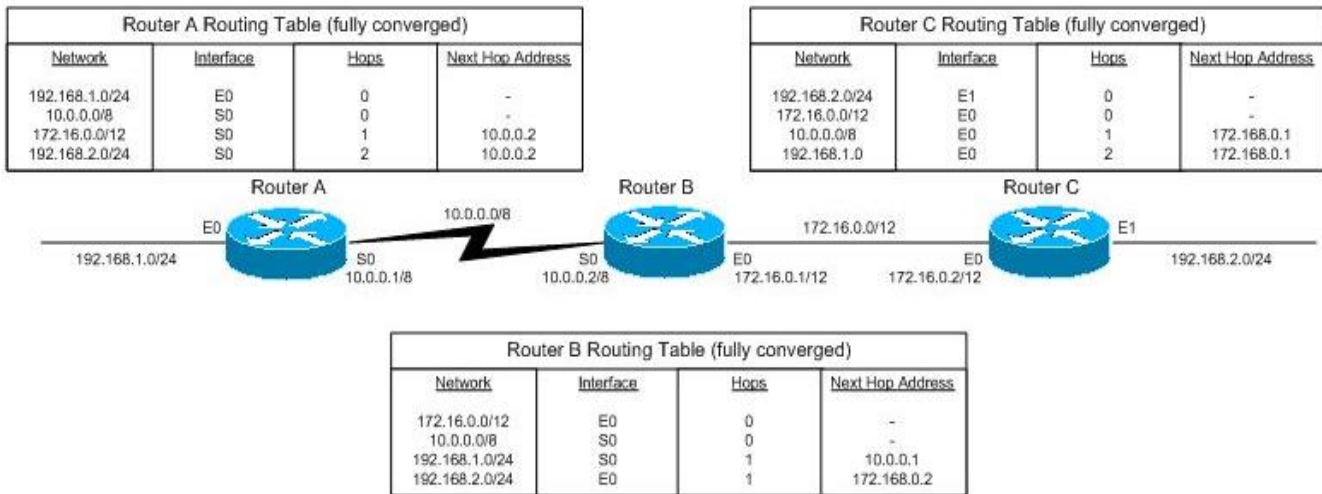 Router A Routing Table (fully converged)
Network Interface Hops Next Hop Address
192.168.1.0/24 E0 0 -
10.0.0.0/8 S0 0 -
172.16.0.0/12 S0 1 10.0.0.2
192.168.2.0/24 S0 2 10.0.0.2
Router C Routing Table (fully converged)
Network Interface Hops Next Hop Address
192.168.2.0/24 E1 0 -
172.16.0.0/12 E0 0 -
10.0.0.0/8 E0 1 172.168.0.1
192.168.1.0 E0 2 172.168.0.1
Router A
Router B
Router C
10.0.0.0/8
E0
172.16.0.0/12
E1
192.168.1.0/24
S0
10.0.0.1/8
S0
10.0.0.2/8
E0
172.16.0.1/12
E0
172.16.0.2/12
192.168.2.0/24
Router B Routing Table (fully converged)
Network Interface Hops Next Hop Address
172.16.0.0/12 E0 0 -
10.0.0.0/8 S0 0 -
192.168.1.0/24 S0 1 10.0.0.1
192.168.2.0/24 E0 1 172.168.0.2